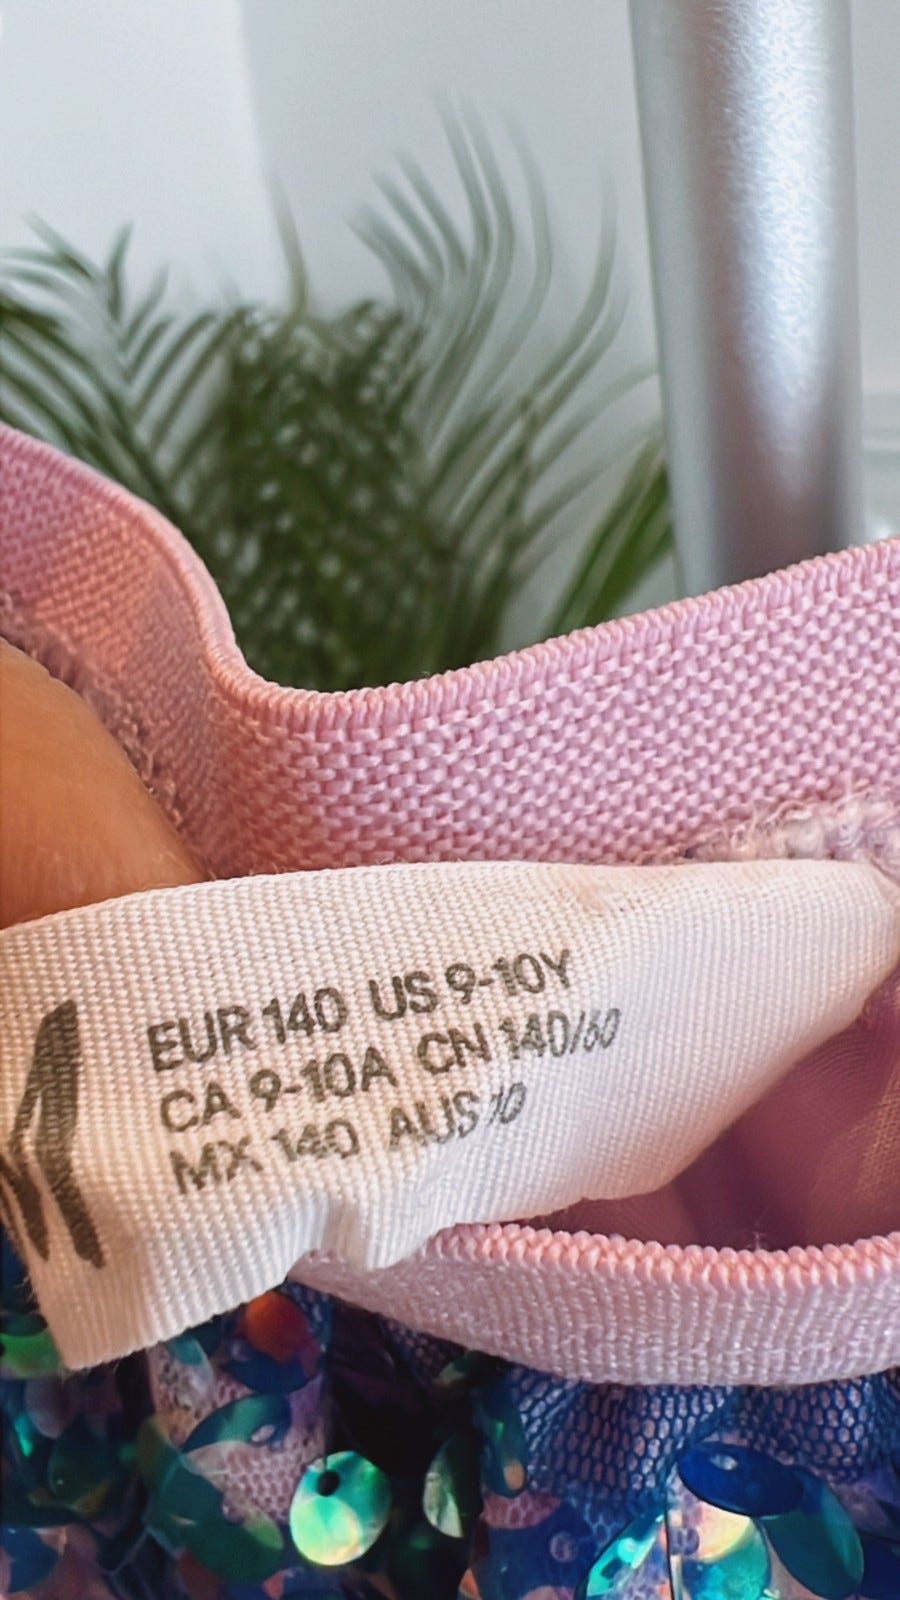 EUR 140 US 9-10Y
CA 9-10A CN 140/60
MX 140 AUS 10